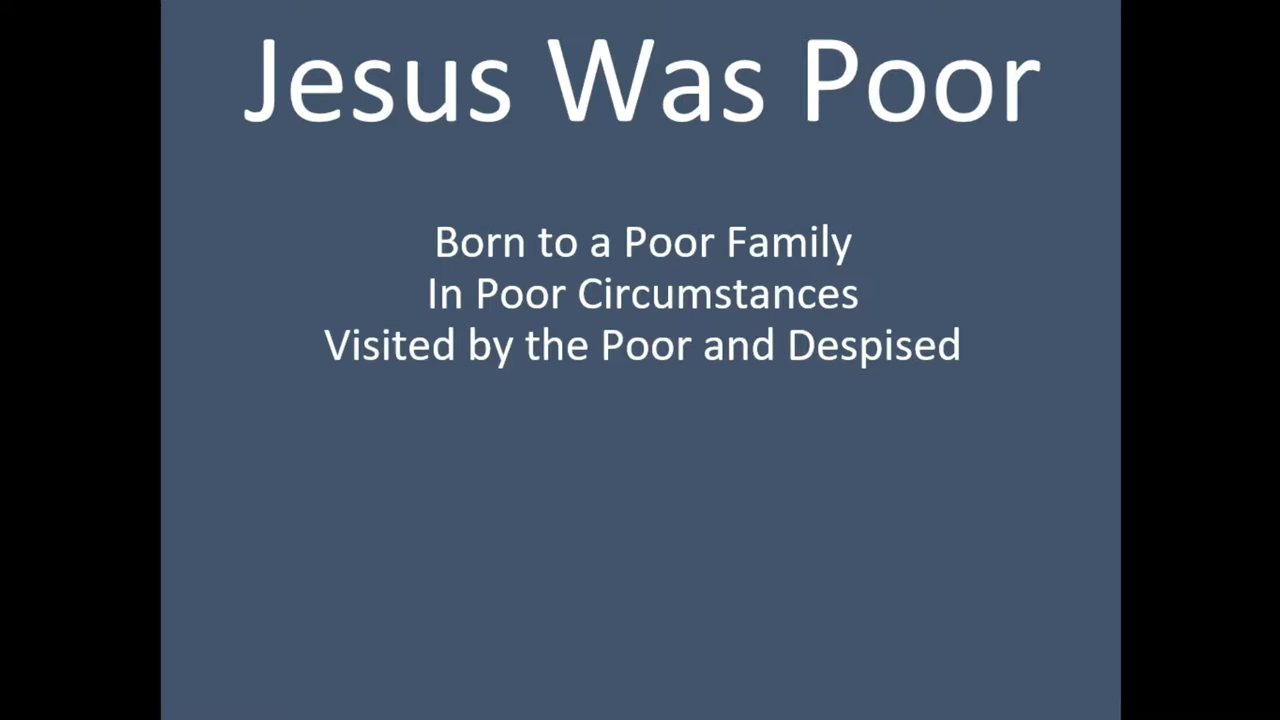 Jesus Was Poor
Born to a Poor Family
In Poor Circumstances
Visited by the Poor and Despised